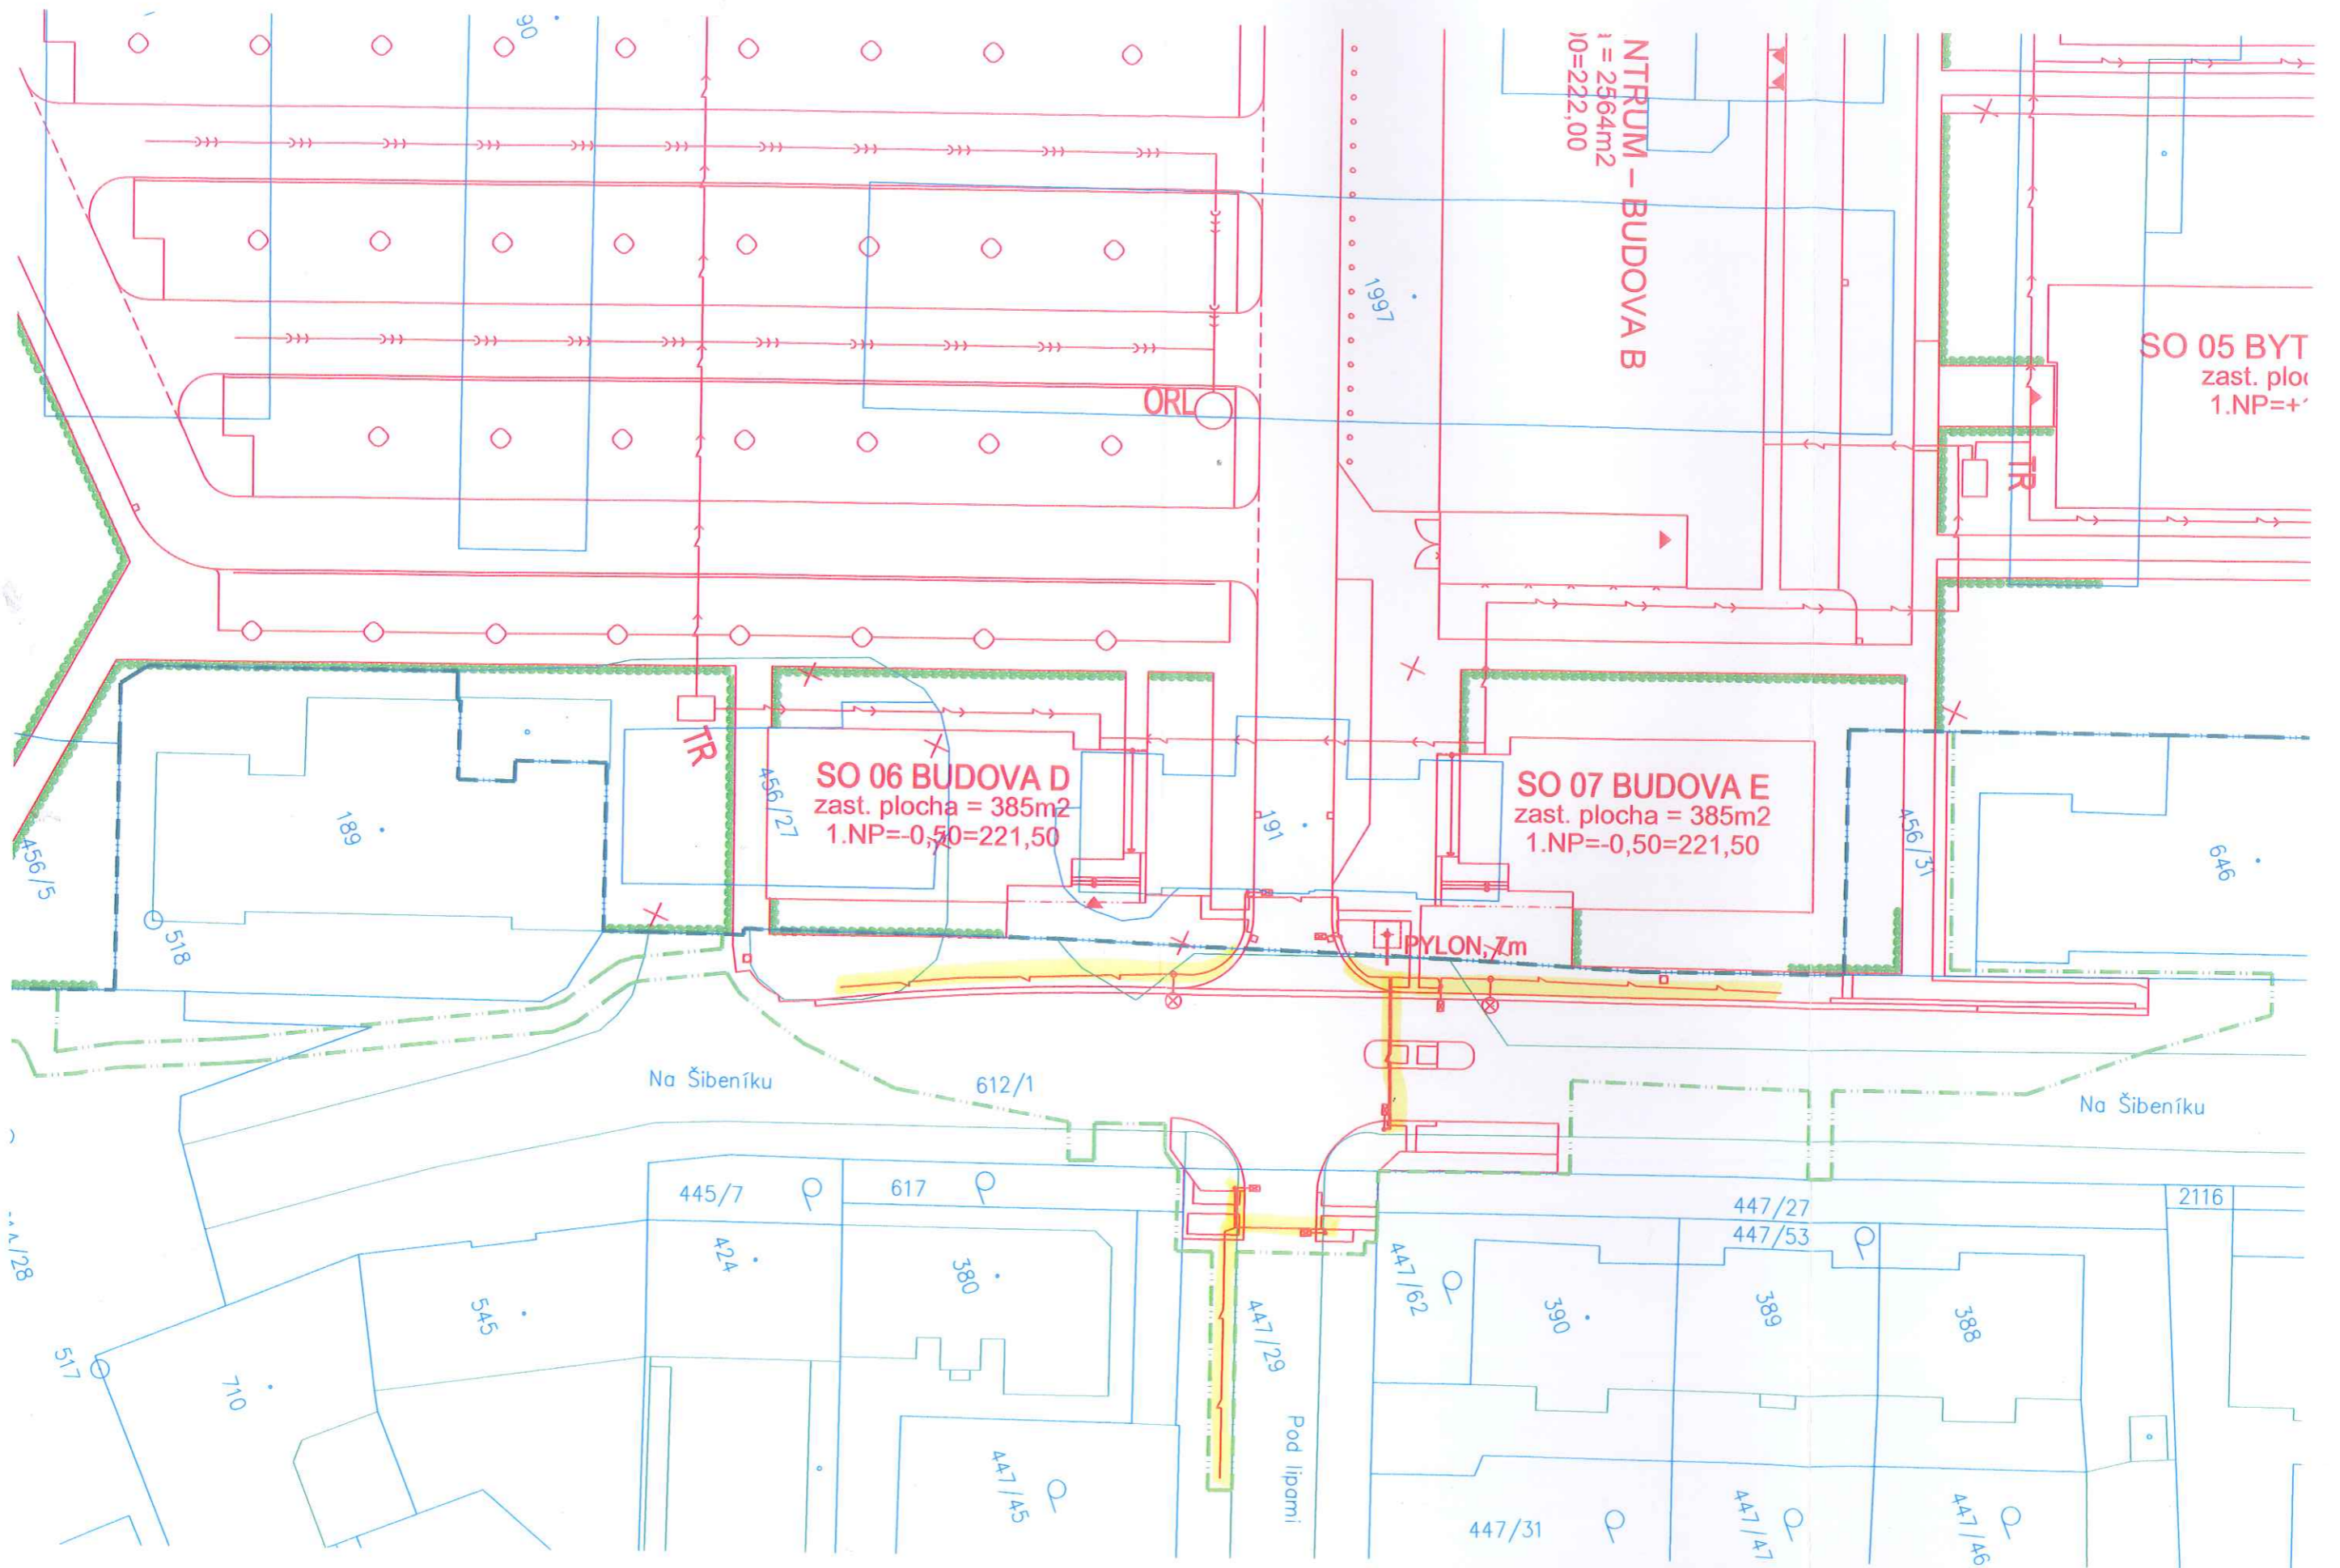 90
NTRUM – BUDOVA B
= 2564m2
0=222,00
1997
SO 05 BYT
zast. plo
1.NP=+
ORL
TR
TR
SO 06 BUDOVA D
zast. plocha = 385m2
1.NP=-0,50=221,50
456/27
191
SO 07 BUDOVA E
zast. plocha = 385m2
1.NP=-0,50=221,50
456/31
646
189
456/5
518
PYLON, 7m
Na Šibeníku
612/1
Na Šibeníku
445/7
617
447/27
447/53
2116
424
380
447/62
390
389
388
/28
545
447/29
517
710
Pod lipami
447/45
447/31
447/47
447/46